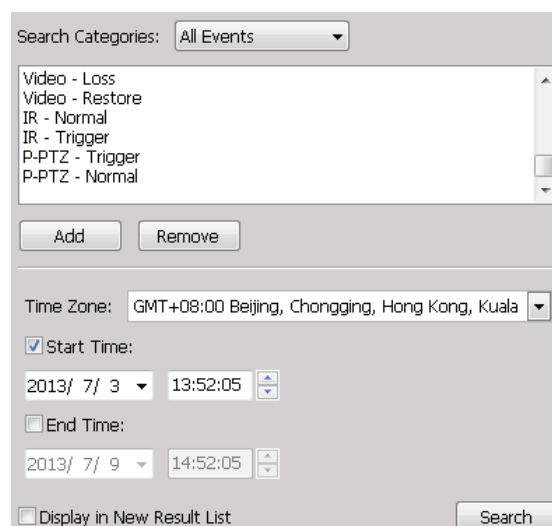 Search Categories: All Events
Video - Loss
Video - Restore
IR - Normal
IR - Trigger
P-PTZ - Trigger
P-PTZ - Normal
Add Remove
Time Zone: GMT+08:00 Beijing, Chongging, Hong Kong, Kuala
Start Time:
2013/ 7/ 3 13:52:05
End Time:
2013/ 7/ 9 14:52:05
Display in New Result List Search